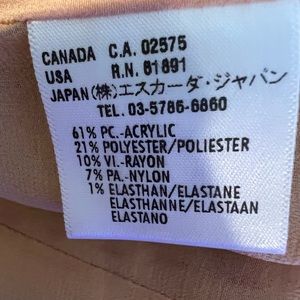 CANADA C.A. 02575
USA R.N. 81891
JAPAN (株)エスカーダ・ジャパン
TEL. 03-5786-6860
61% PC.-ACRYLIC
21% POLYESTER/POLIESTER
10% VI.-RAYON
7% PA.-NYLON
1% ELASTHAN/ELASTANE
ELASTHANNE/ELASTAAN
ELASTANO